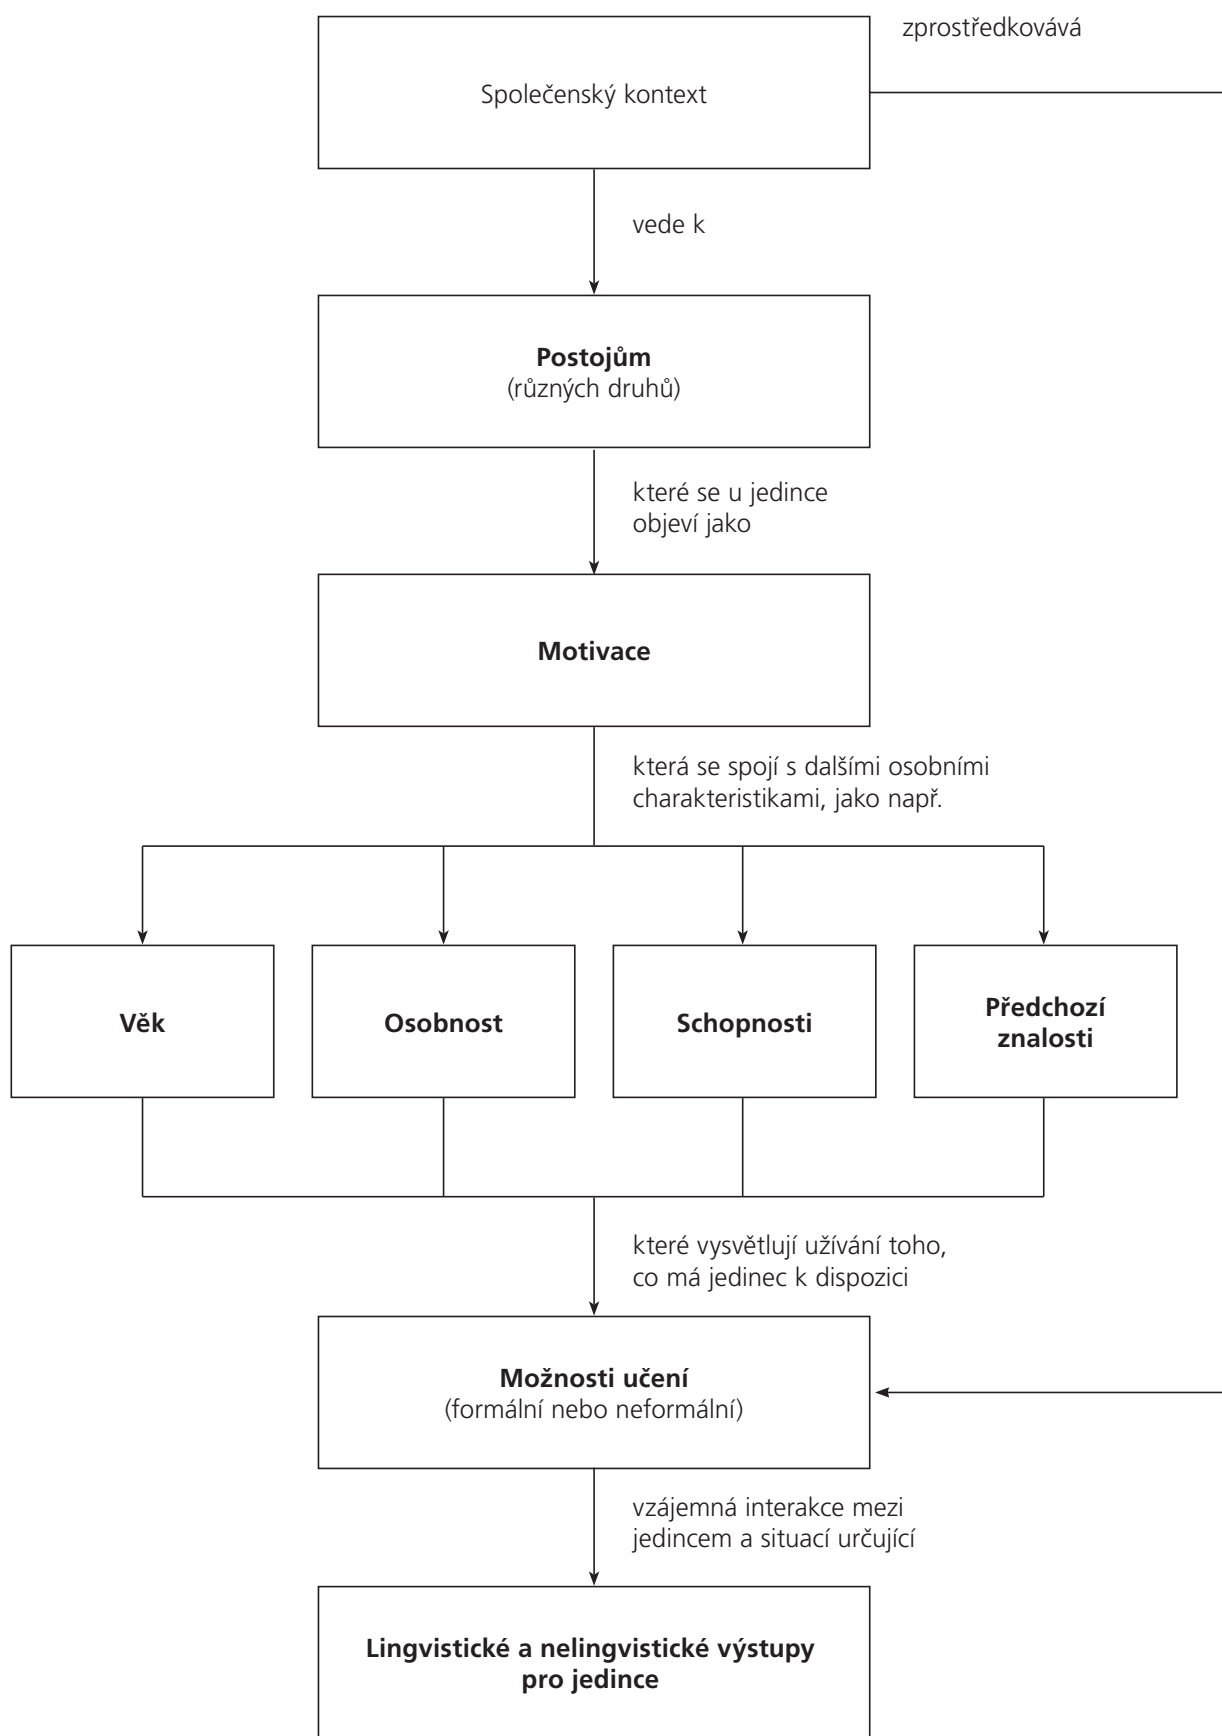 zprostředkovává
Společenský kontext
vede k
Postojům
(různých druhů)
které se u jedince
objeví jako
Motivace
která se spojí s dalšími osobními
charakteristikami, jako např.
Věk
Osobnost
Schopnosti
Předchozí
znalosti
které vysvětlují užívání toho,
co má jedinec k dispozici
Možnosti učení
(formální nebo neformální)
vzájemná interakce mezi
jedincem a situací určující
Lingvistické a nelingvistické výstupy
pro jedince